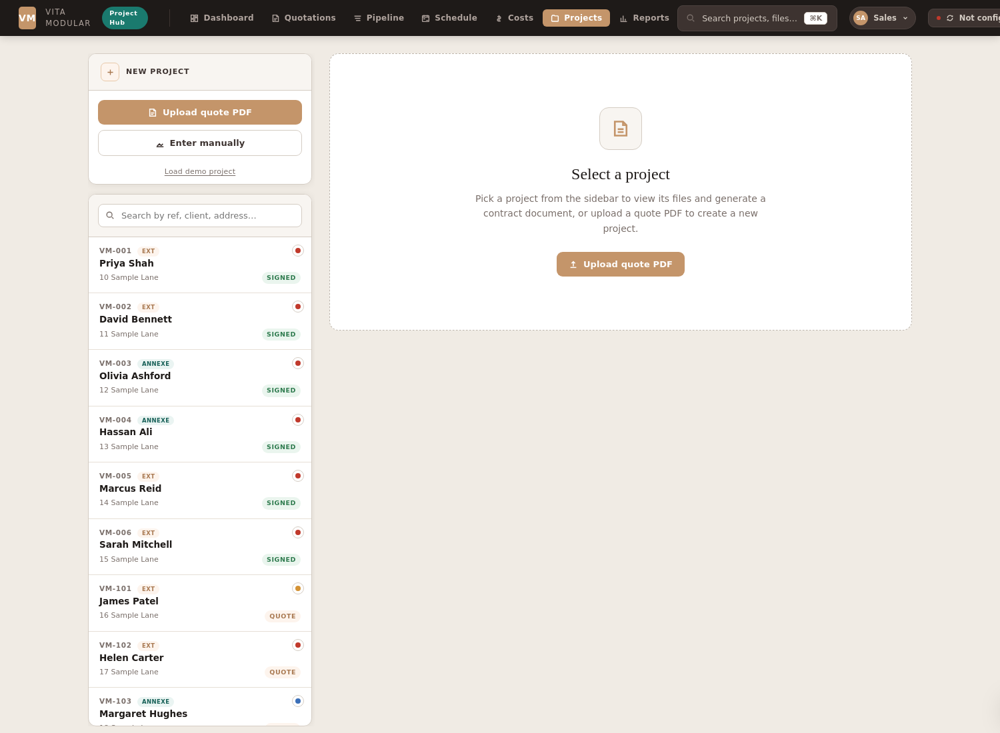 VM
VITA
MODULAR
Project
Hub
Dashboard
Quotations
Pipeline
Schedule
Costs
Projects
Reports
Search projects, files...
⌘K
SA
Sales
NEW PROJECT
Upload quote PDF
Enter manually
Load demo project
Search by ref, client, address...
VM-001 EXT
Priya Shah
10 Sample Lane
SIGNED
VM-002 EXT
David Bennett
11 Sample Lane
SIGNED
VM-003 ANNEXE
Olivia Ashford
12 Sample Lane
SIGNED
VM-004 ANNEXE
Hassan Ali
13 Sample Lane
SIGNED
VM-005 EXT
Marcus Reid
14 Sample Lane
SIGNED
VM-006 EXT
Sarah Mitchell
15 Sample Lane
SIGNED
VM-101 EXT
James Patel
16 Sample Lane
QUOTE
VM-102 EXT
Helen Carter
17 Sample Lane
QUOTE
VM-103 ANNEXE
Margaret Hughes
Select a project
Pick a project from the sidebar to view its files and generate a
contract document, or upload a quote PDF to create a new
project.
Upload quote PDF
Not